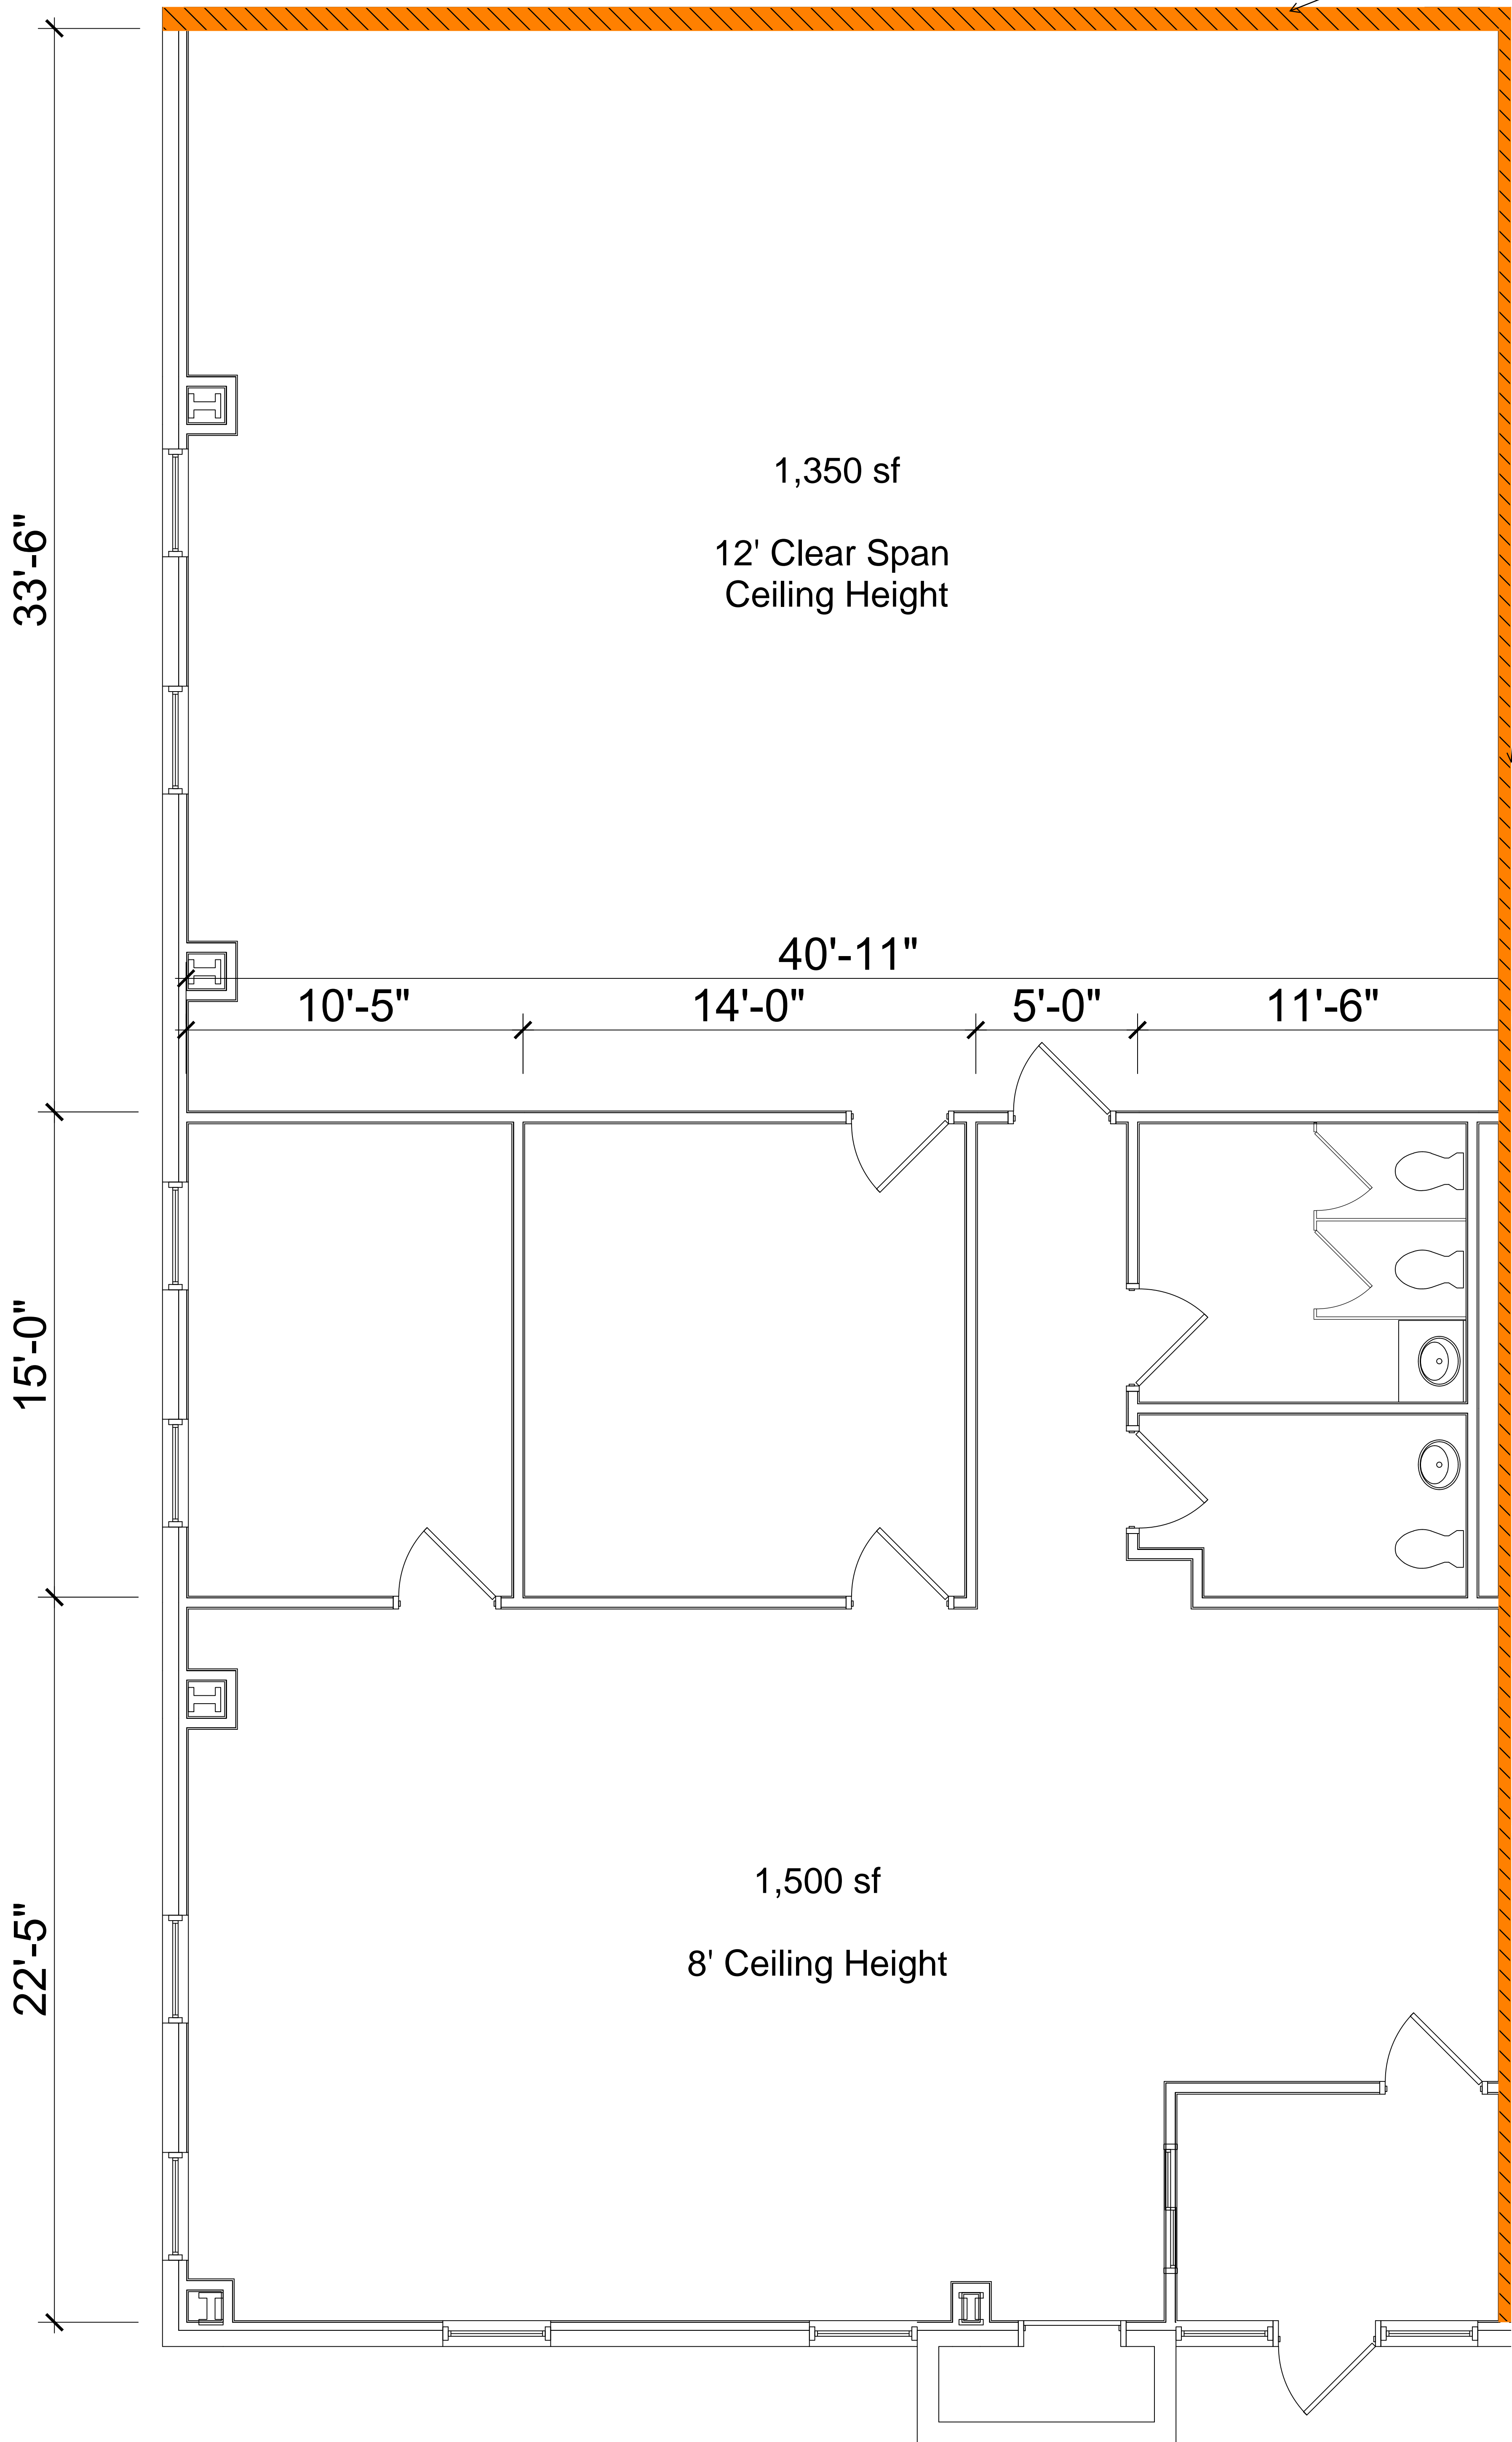 33'-6"
1,350 sf
12' Clear Span
Ceiling Height
40'-11"
10'-5"
14'-0"
5'-0"
11'-6"
15'-0"
22'-5"
1,500 sf
8' Ceiling Height